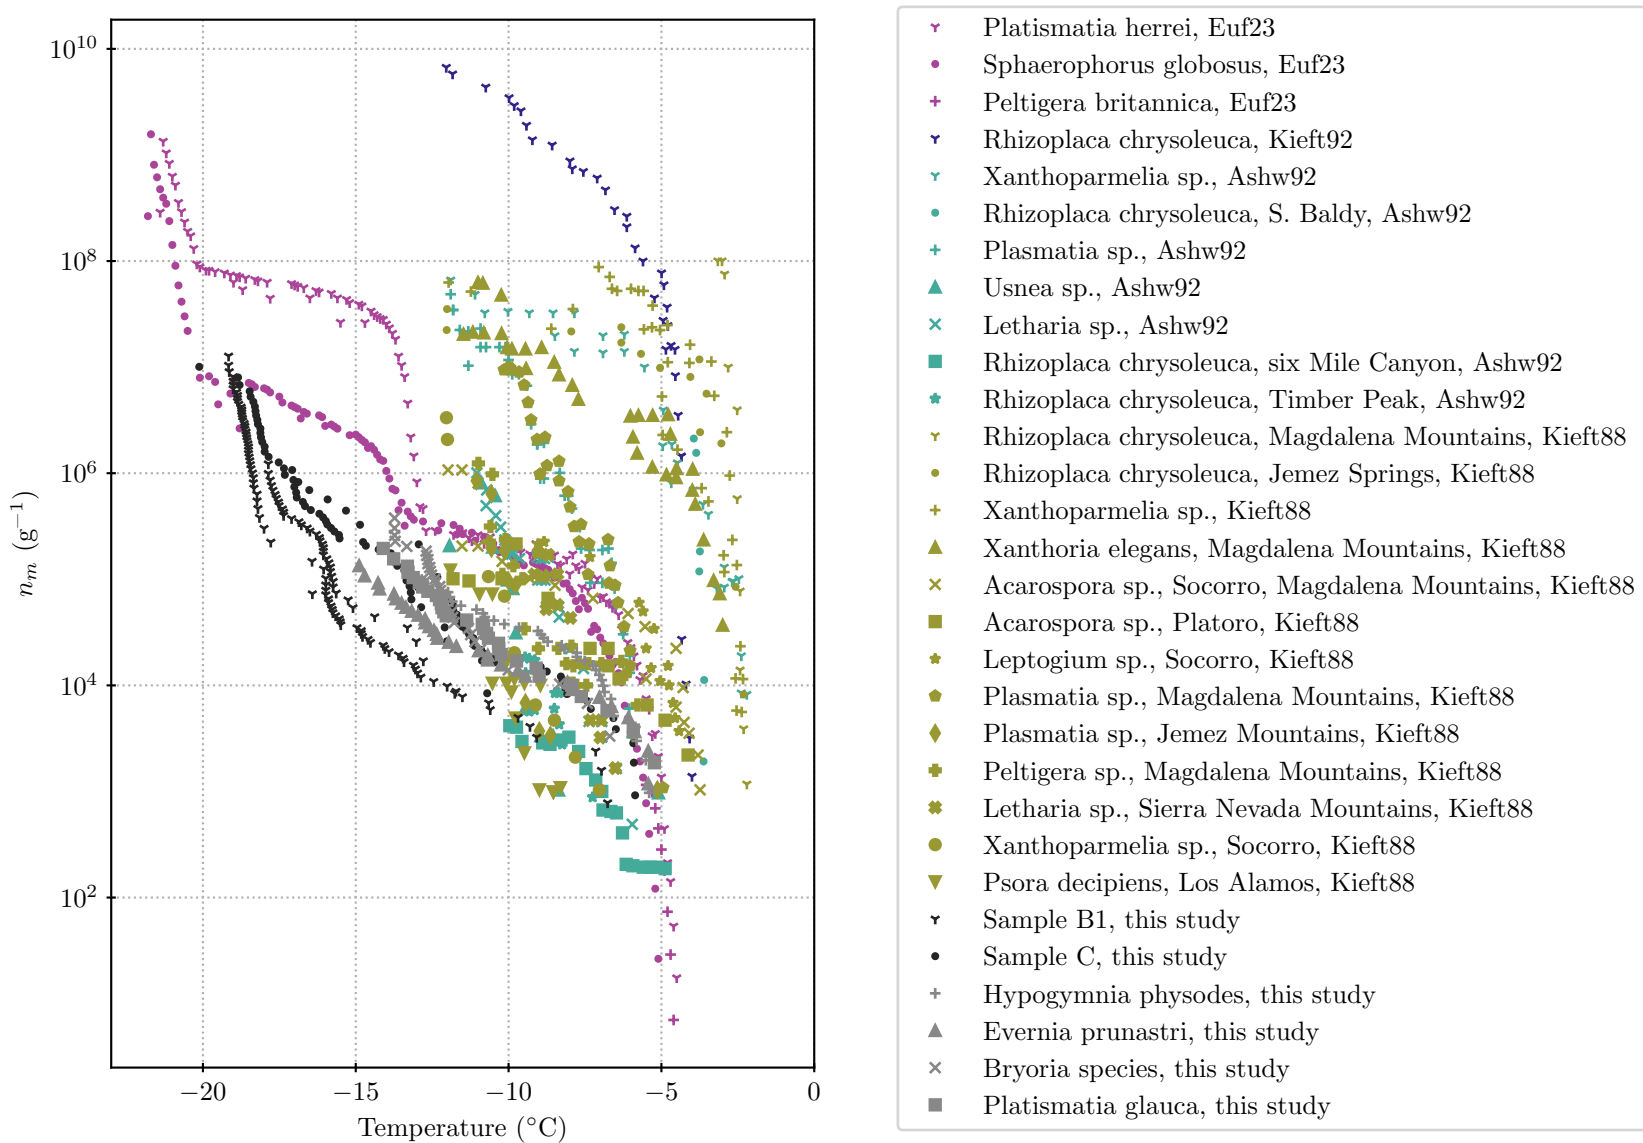 10^10
10^8
10^6
10^4
10^2
n_m (g^−1)
−20
−15
−10
−5
0
Temperature (°C)
Platismatia herrei, Euf23
Sphaerophorus globosus, Euf23
Peltigera britannica, Euf23
Rhizoplaca chrysoleuca, Kieft92
Xanthoparmelia sp., Ashw92
Rhizoplaca chrysoleuca, S. Baldy, Ashw92
Plasmatia sp., Ashw92
Usnea sp., Ashw92
Letharia sp., Ashw92
Rhizoplaca chrysoleuca, six Mile Canyon, Ashw92
Rhizoplaca chrysoleuca, Timber Peak, Ashw92
Rhizoplaca chrysoleuca, Magdalena Mountains, Kieft88
Rhizoplaca chrysoleuca, Jemez Springs, Kieft88
Xanthoparmelia sp., Kieft88
Xanthoria elegans, Magdalena Mountains, Kieft88
Acarospora sp., Socorro, Magdalena Mountains, Kieft88
Acarospora sp., Platoro, Kieft88
Leptogium sp., Socorro, Kieft88
Plasmatia sp., Magdalena Mountains, Kieft88
Plasmatia sp., Jemez Mountains, Kieft88
Peltigera sp., Magdalena Mountains, Kieft88
Letharia sp., Sierra Nevada Mountains, Kieft88
Xanthoparmelia sp., Socorro, Kieft88
Psora decipiens, Los Alamos, Kieft88
Sample B1, this study
Sample C, this study
Hypogymnia physodes, this study
Evernia prunastri, this study
Bryoria species, this study
Platismatia glauca, this study